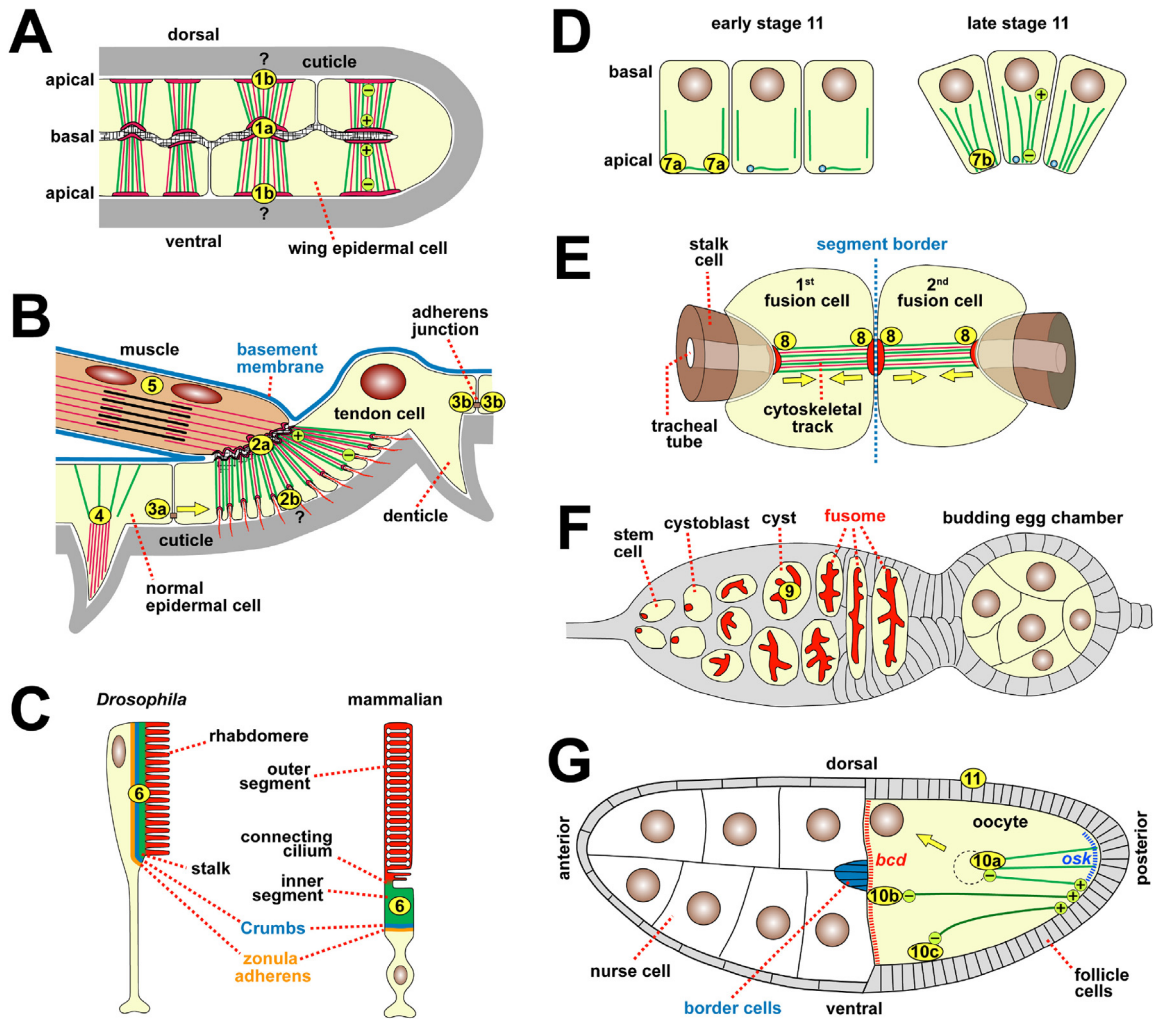 A
dorsal
?
cuticle
apical
1b
−
+
basal
1a
+
−
apical
1b
?
ventral
wing epidermal cell
B
muscle
basement
membrane
adherens
junction
5
tendon cell
3b
3b
2a
+
−
4
3a
2b
?
denticle
cuticle
normal
epidermal cell
C
Drosophila
mammalian
rhabdomere
outer
segment
6
connecting
cilium
stalk
inner
segment
6
Crumbs
zonula
adherens
D
early stage 11
late stage 11
basal
+
apical
7a
7a
7b
−
E
stalk
cell
segment border
1st
fusion cell
2nd
fusion cell
8
8
8
8
tracheal
tube
cytoskeletal
track
F
stem
cell
cystoblast
cyst
fusome
budding egg chamber
9
G
dorsal
11
anterior
oocyte
posterior
bcd
10a
osk
−
10b
−
+
+
−
10c
nurse cell
border cells
ventral
follicle
cells